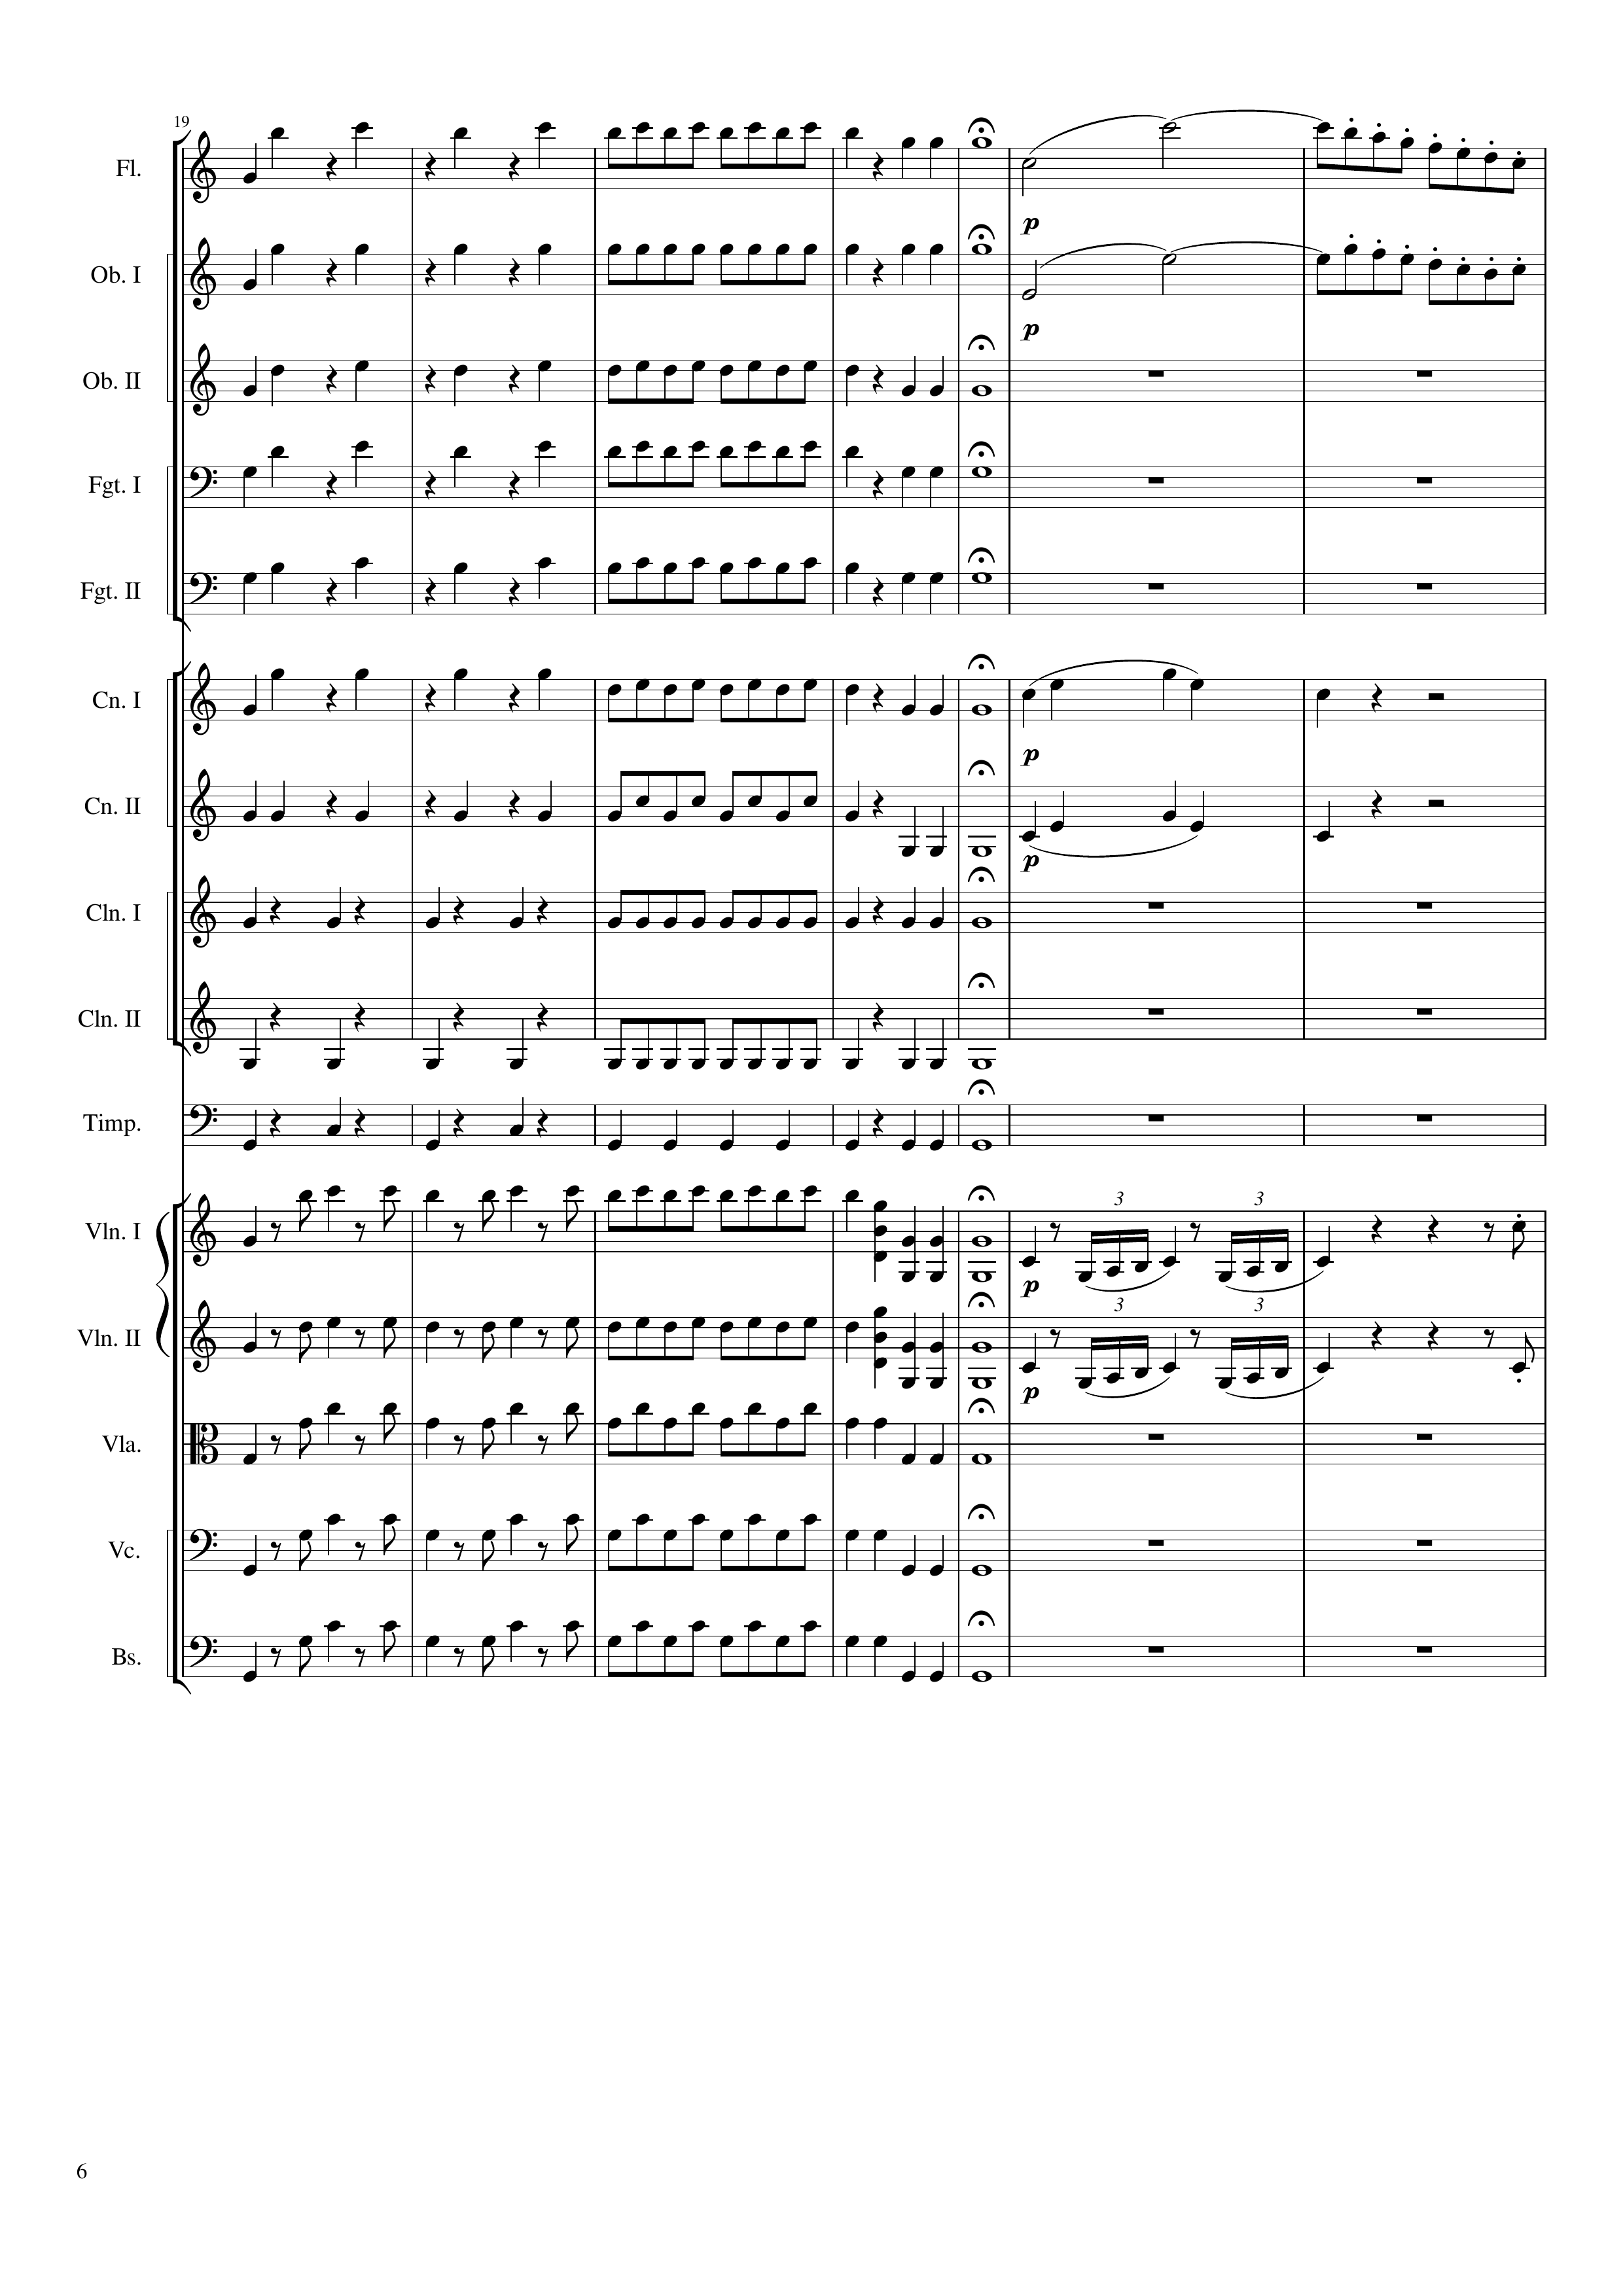 19
Fl.
p
Ob. I
p
Ob. II
Fgt. I
Fgt. II
Cn. I
p
Cn. II
p
Cln. I
Cln. II
Timp.
3 3
Vln. I
p
3 3
Vln. II
p
Vla.
Vc.
Bs.
6